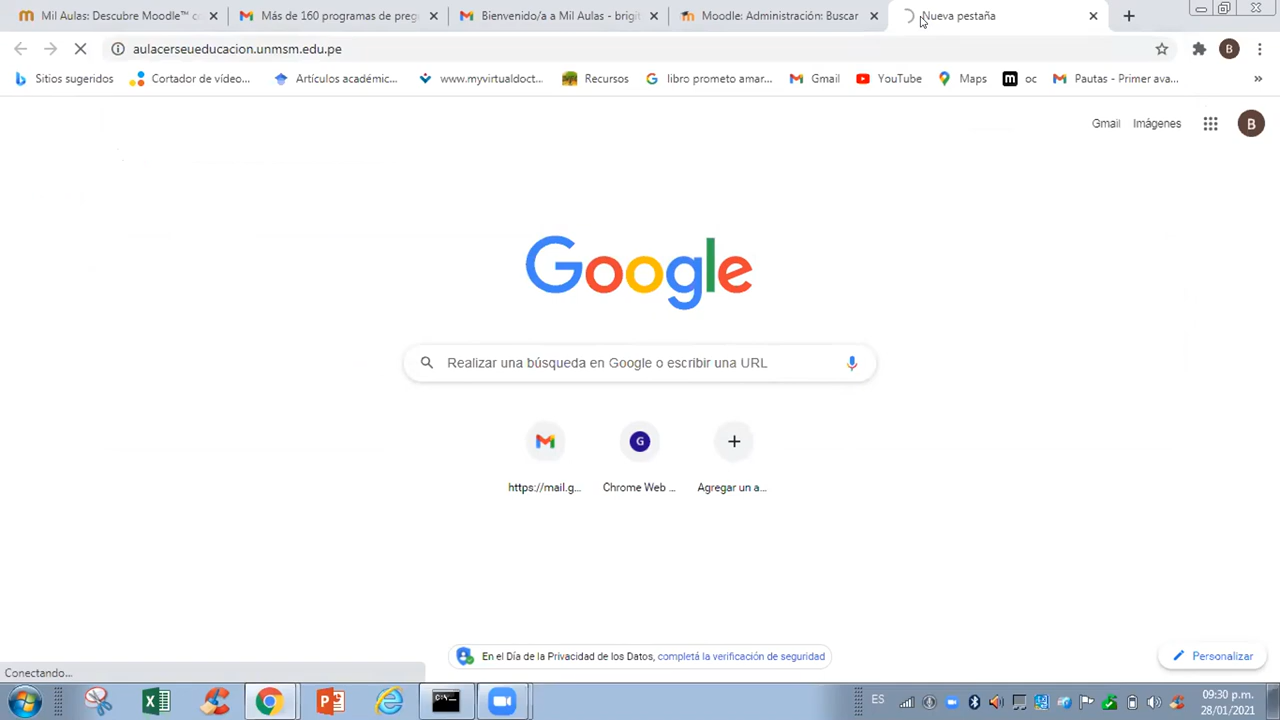 Mil Aulas: Descubre Moodle™ c
Más de 160 programas de preg
Bienvenido/a a Mil Aulas - brigit
Moodle: Administración: Buscar
Nueva pestaña
aulacerseueducacion.unmsm.edu.pe
Sitios sugeridos
Cortador de vídeo...
Artículos académic...
www.myvirtualdoct...
Recursos
libro prometo amar...
Gmail
YouTube
Maps
m oc
Pautas - Primer ava...
»
Gmail
Imágenes
B
Google
Realizar una búsqueda en Google o escribir una URL
https://mail.g...
G
Chrome Web ...
Agregar un a...
En el Día de la Privacidad de los Datos, completá la verificación de seguridad
Personalizar
Conectando...
ES
09:30 p.m.
28/01/2021